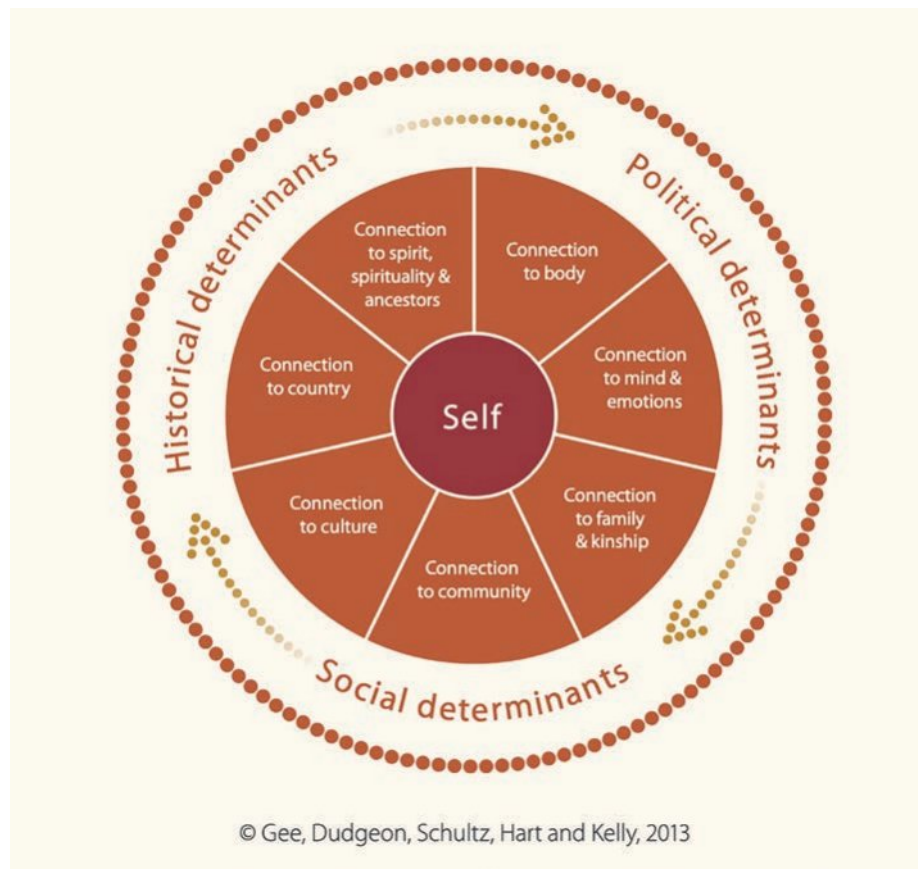 Historical determinants
Political determinants
Social determinants
Connection
to spirit,
spirituality &
ancestors
Connection
to body
Connection
to mind &
emotions
Connection
to family
& kinship
Connection
to community
Connection
to culture
Connection
to country
Self
© Gee, Dudgeon, Schultz, Hart and Kelly, 2013